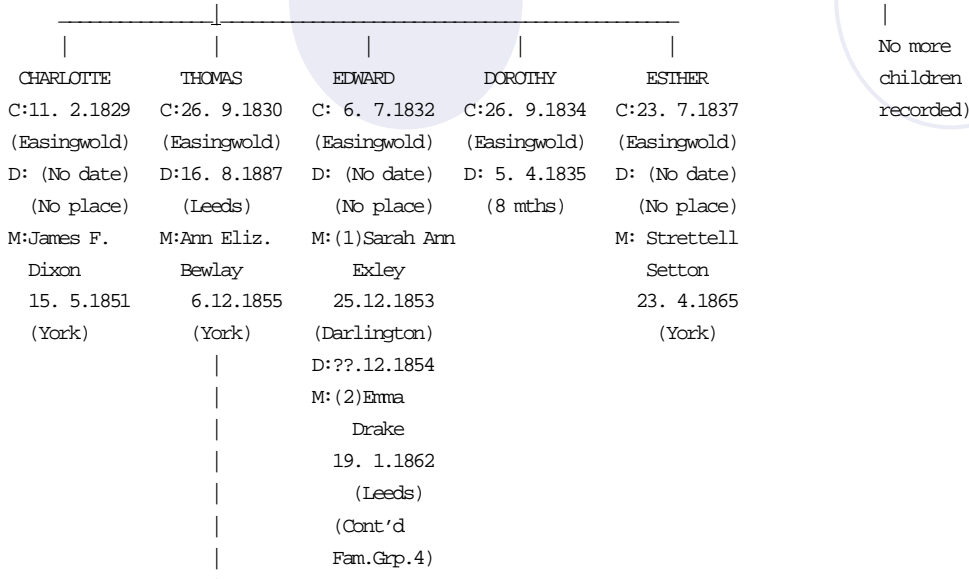 CHARLOTTE THOMAS EDWARD DOROTHY ESTHER No more
children
C:11. 2.1829 C:26. 9.1830 C: 6. 7.1832 C:26. 9.1834 C:23. 7.1837 recorded)
(Easingwold) (Easingwold) (Easingwold) (Easingwold) (Easingwold)
D: (No date) D:16. 8.1887 D: (No date) D: 5. 4.1835 D: (No date)
(No place) (Leeds) (No place) (8 mths) (No place)
M:James F. M:Ann Eliz. M:(1)Sarah Ann M: Strettell
Dixon Bewlay Exley Setton
15. 5.1851 6.12.1855 25.12.1853 23. 4.1865
(York) (York) (Darlington) (York)
D:??.12.1854
M:(2)Emma
Drake
19. 1.1862
(Leeds)
(Cont'd
Fam.Grp.4)